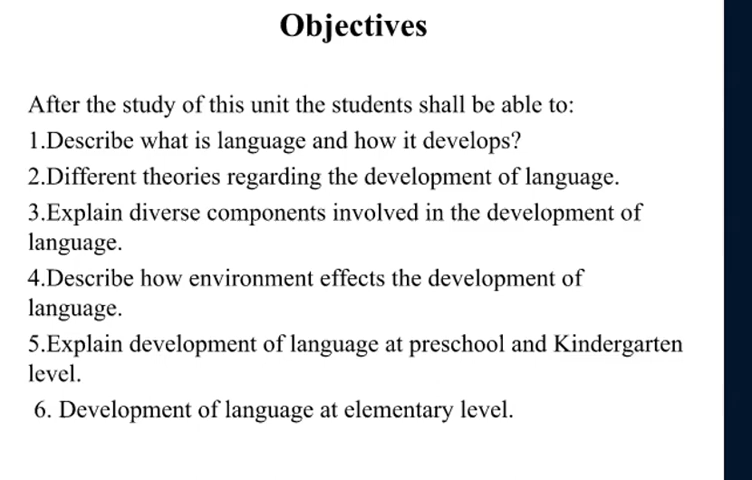 Objectives
After the study of this unit the students shall be able to:
1.Describe what is language and how it develops?
2.Different theories regarding the development of language.
3.Explain diverse components involved in the development of
language.
4.Describe how environment effects the development of
language.
5.Explain development of language at preschool and Kindergarten
level.
6. Development of language at elementary level.